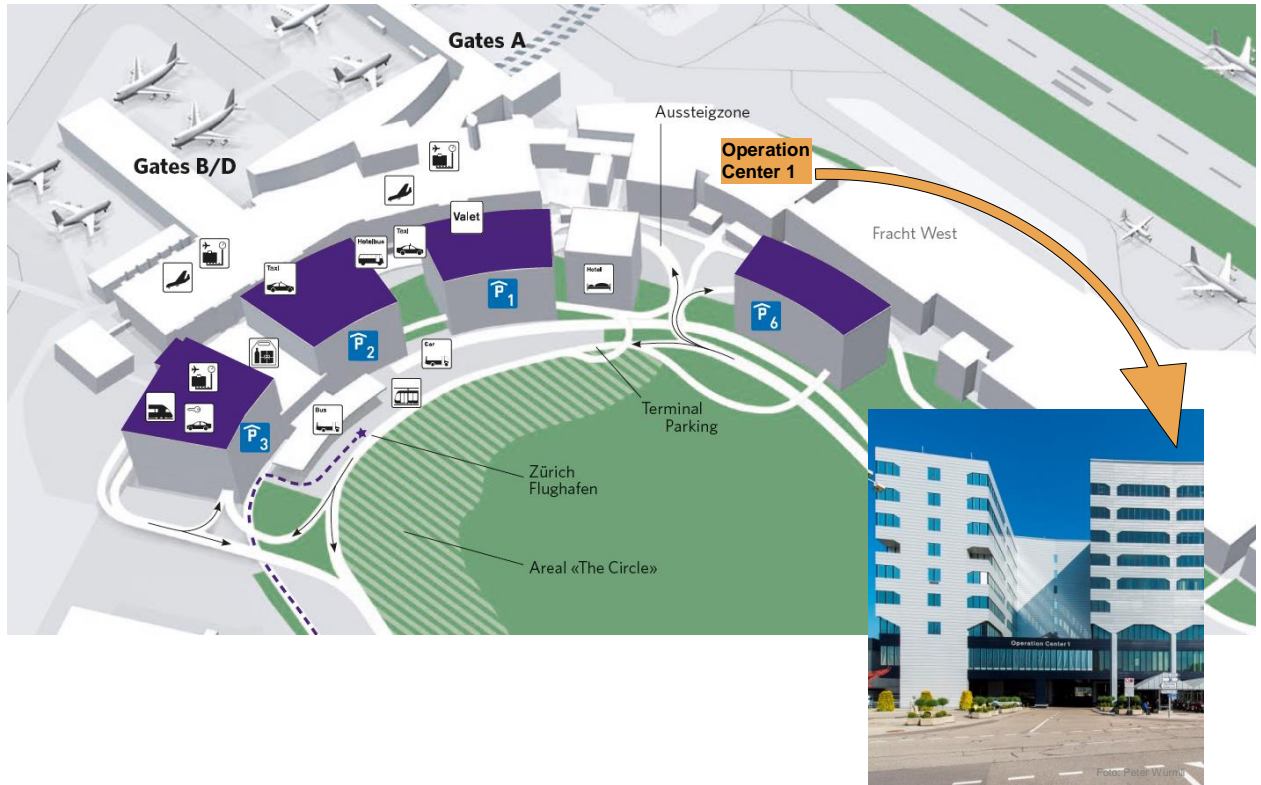 Gates A
Aussteigzone
Operation
Center 1
Gates B/D
Valet
Fracht West
Hotelbus
Taxi
Taxi
Hotel
P1
P6
P2
Car
Terminal
Parking
Bus
P3
Zürich
Flughafen
Areal «The Circle»
Operation Center 1
Foto: Peter Würmli